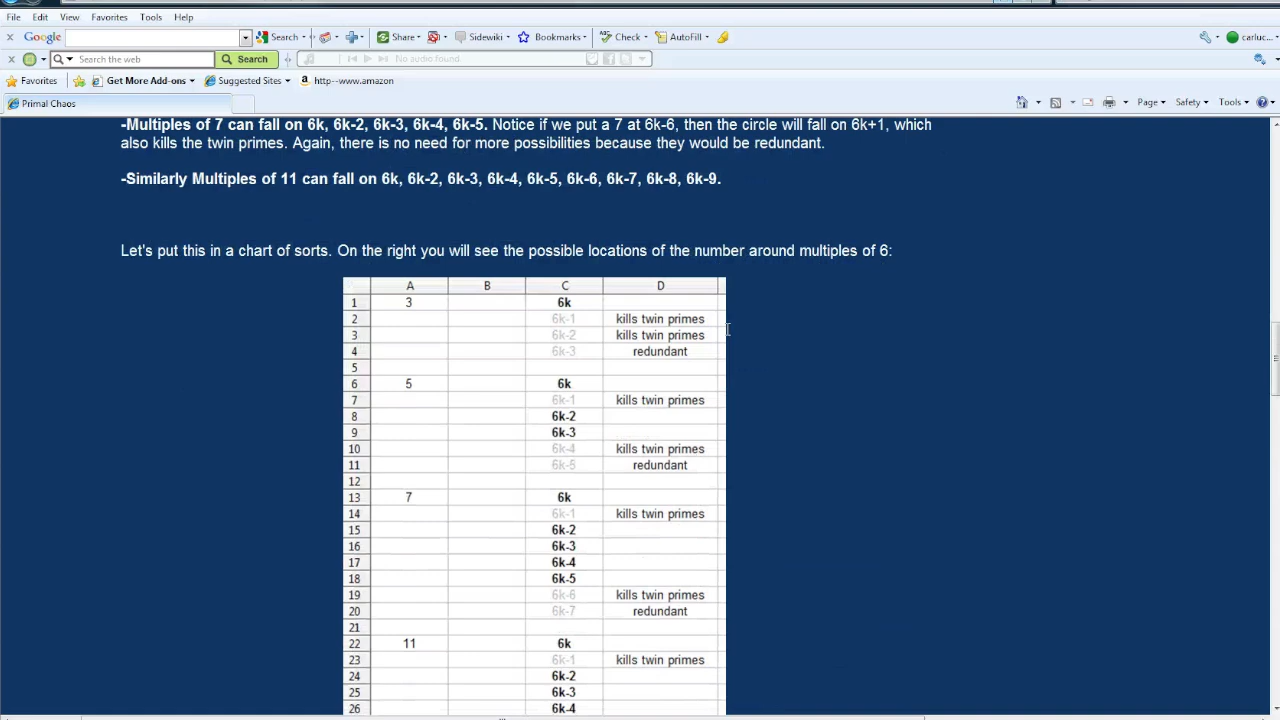 File Edit View Favorites Tools Help
Google Search Share Sidewiki Bookmarks Check AutoFill carluc...
Search the web Search No audio found.
Favorites Get More Add-ons Suggested Sites http--www.amazon
Primal Chaos Page Safety Tools
-Multiples of 7 can fall on 6k, 6k-2, 6k-3, 6k-4, 6k-5. Notice if we put a 7 at 6k-6, then the circle will fall on 6k+1, which
also kills the twin primes. Again, there is no need for more possibilities because they would be redundant.
-Similarly Multiples of 11 can fall on 6k, 6k-2, 6k-3, 6k-4, 6k-5, 6k-6, 6k-7, 6k-8, 6k-9.
Let's put this in a chart of sorts. On the right you will see the possible locations of the number around multiples of 6:
A B C D
1 3 6k
2 6k-1 kills twin primes
3 6k-2 kills twin primes
4 6k-3 redundant
5
6 5 6k
7 6k-1 kills twin primes
8 6k-2
9 6k-3
10 6k-4 kills twin primes
11 6k-5 redundant
12
13 7 6k
14 6k-1 kills twin primes
15 6k-2
16 6k-3
17 6k-4
18 6k-5
19 6k-6 kills twin primes
20 6k-7 redundant
21
22 11 6k
23 6k-1 kills twin primes
24 6k-2
25 6k-3
26 6k-4